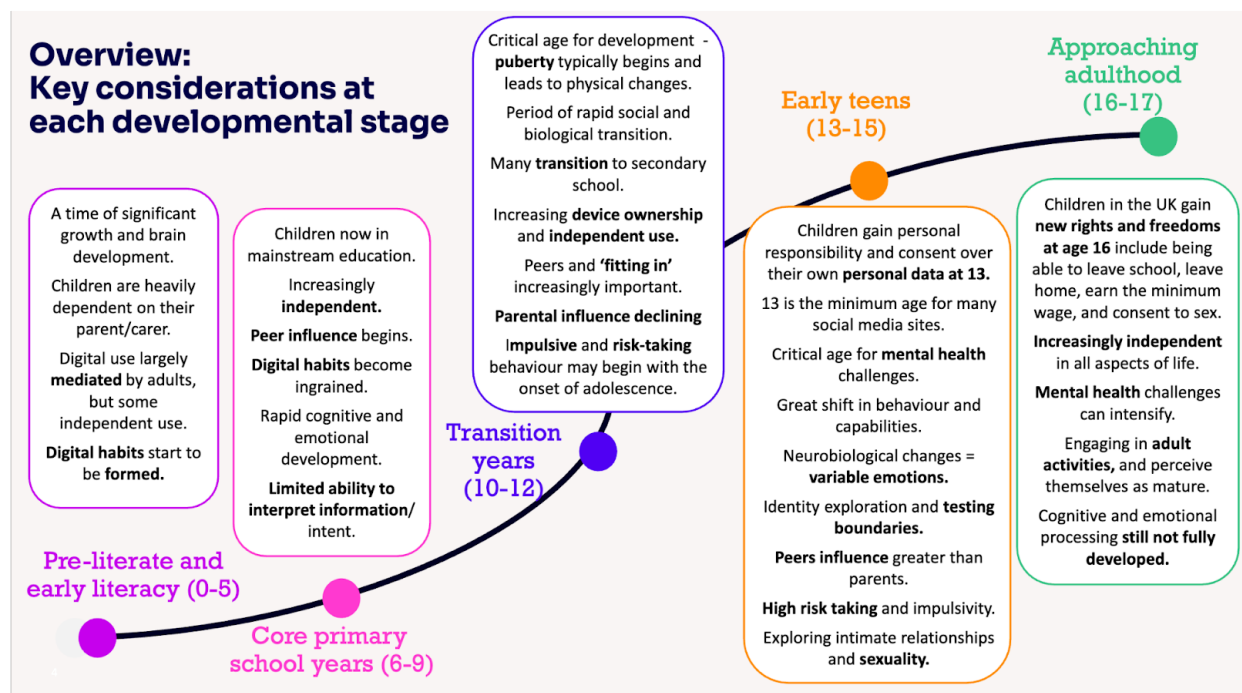 Overview:
Key considerations at
each developmental stage
A time of significant
growth and brain
development.
Children are heavily
dependent on their
parent/carer.
Digital use largely
mediated by adults,
but some
independent use.
Digital habits start to
be formed.
Pre-literate and
early literacy (0-5)
Children now in
mainstream education.
Increasingly
independent.
Peer influence begins.
Digital habits become
ingrained.
Rapid cognitive and
emotional
development.
Limited ability to
interpret information/
intent.
Core primary
school years (6-9)
Critical age for development -
puberty typically begins and
leads to physical changes.
Period of rapid social and
biological transition.
Many transition to secondary
school.
Increasing device ownership
and independent use.
Peers and ‘fitting in’
increasingly important.
Parental influence declining
Impulsive and risk-taking
behaviour may begin with the
onset of adolescence.
Transition
years
(10-12)
Early teens
(13-15)
Children gain personal
responsibility and consent over
their own personal data at 13.
13 is the minimum age for many
social media sites.
Critical age for mental health
challenges.
Great shift in behaviour and
capabilities.
Neurobiological changes =
variable emotions.
Identity exploration and testing
boundaries.
Peers influence greater than
parents.
High risk taking and impulsivity.
Exploring intimate relationships
and sexuality.
Approaching
adulthood
(16-17)
Children in the UK gain
new rights and freedoms
at age 16 include being
able to leave school, leave
home, earn the minimum
wage, and consent to sex.
Increasingly independent
in all aspects of life.
Mental health challenges
can intensify.
Engaging in adult
activities, and perceive
themselves as mature.
Cognitive and emotional
processing still not fully
developed.